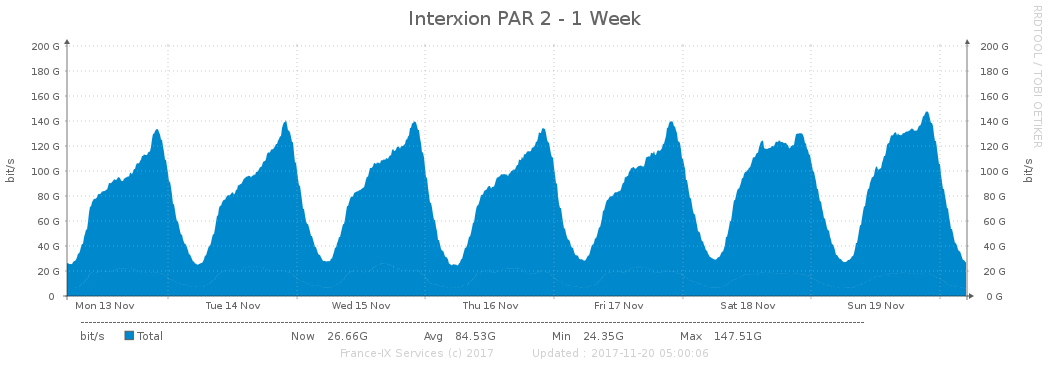 Interxion PAR 2 - 1 Week
RRDTOOL / TOBI OETIKER
200 G 200 G
180 G 180 G
160 G 160 G
140 G 140 G
120 G 120 G
100 G 100 G
80 G 80 G
60 G 60 G
40 G 40 G
20 G 20 G
0 0 G
bit/s
bit/s
Mon 13 Nov Tue 14 Nov Wed 15 Nov Thu 16 Nov Fri 17 Nov Sat 18 Nov Sun 19 Nov
bit/s Total Now 26.66G Avg 84.53G Min 24.35G Max 147.51G
France-IX Services (c) 2017 Updated : 2017-11-20 05:00:06